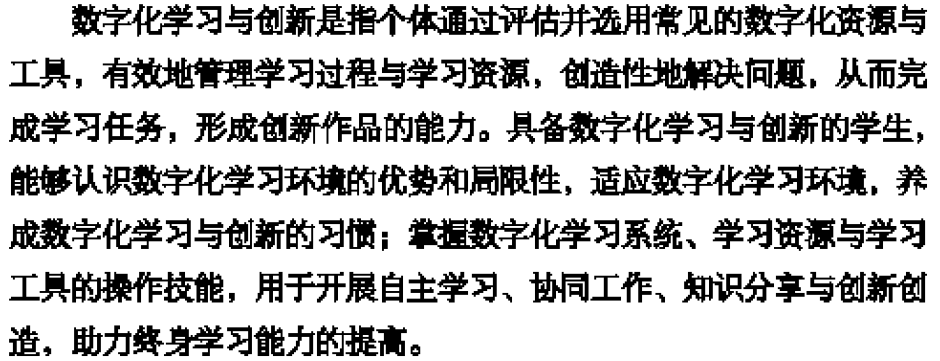 数字化学习与创新是指个体通过评估并选用常见的数字化资源与
工具，有效地管理学习过程与学习资源，创造性地解决问题，从而完
成学习任务，形成创新作品的能力。具备数字化学习与创新的学生，
能够认识数字化学习环境的优势和局限性，适应数字化学习环境，养
成数字化学习与创新的习惯；掌握数字化学习系统、学习资源与学习
工具的操作技能，用于开展自主学习、协同工作、知识分享与创新创
造，助力终身学习能力的提高。